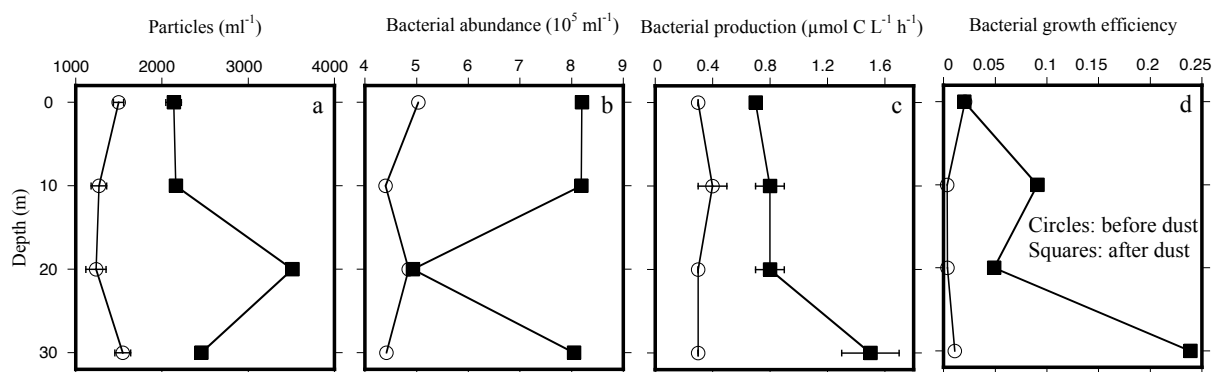 Particles (ml⁻¹)
Bacterial abundance (10⁵ ml⁻¹)
Bacterial production (µmol C L⁻¹ h⁻¹)
Bacterial growth efficiency
1000 2000 3000 4000
4 5 6 7 8 9
0 0.4 0.8 1.2 1.6
0 0.05 0.1 0.15 0.2 0.25
a
b
c
d
Depth (m)
0
10
20
30
Circles: before dust
Squares: after dust